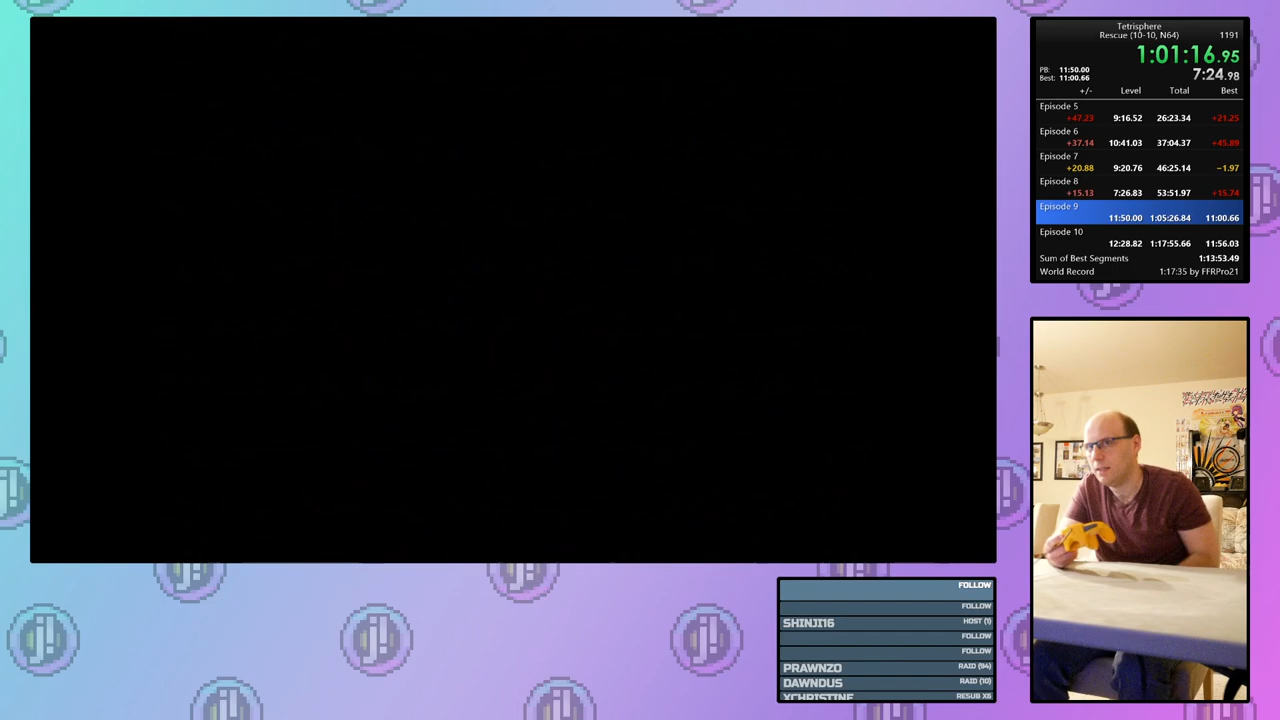 Tetrisphere
Rescue (10-10, N64) 1191
1:01:16.95
PB: 11:50.00
Best: 11:00.66
7:24.98
+/- Level Total Best
Episode 5
+47.23 9:16.52 26:23.34 +21.25
Episode 6
+37.14 10:41.03 37:04.37 +45.89
Episode 7
+20.88 9:20.76 46:25.14 −1.97
Episode 8
+15.13 7:26.83 53:51.97 +15.74
Episode 9
11:50.00 1:05:26.84 11:00.66
Episode 10
12:28.82 1:17:55.66 11:56.03
Sum of Best Segments 1:13:53.49
World Record 1:17:35 by FFRPro21
FOLLOW
FOLLOW
SHINJI16 HOST (1)
FOLLOW
FOLLOW
PRAWNZO RAID (94)
DAWNDUS RAID (10)
XCHRISTINE RESUB X6